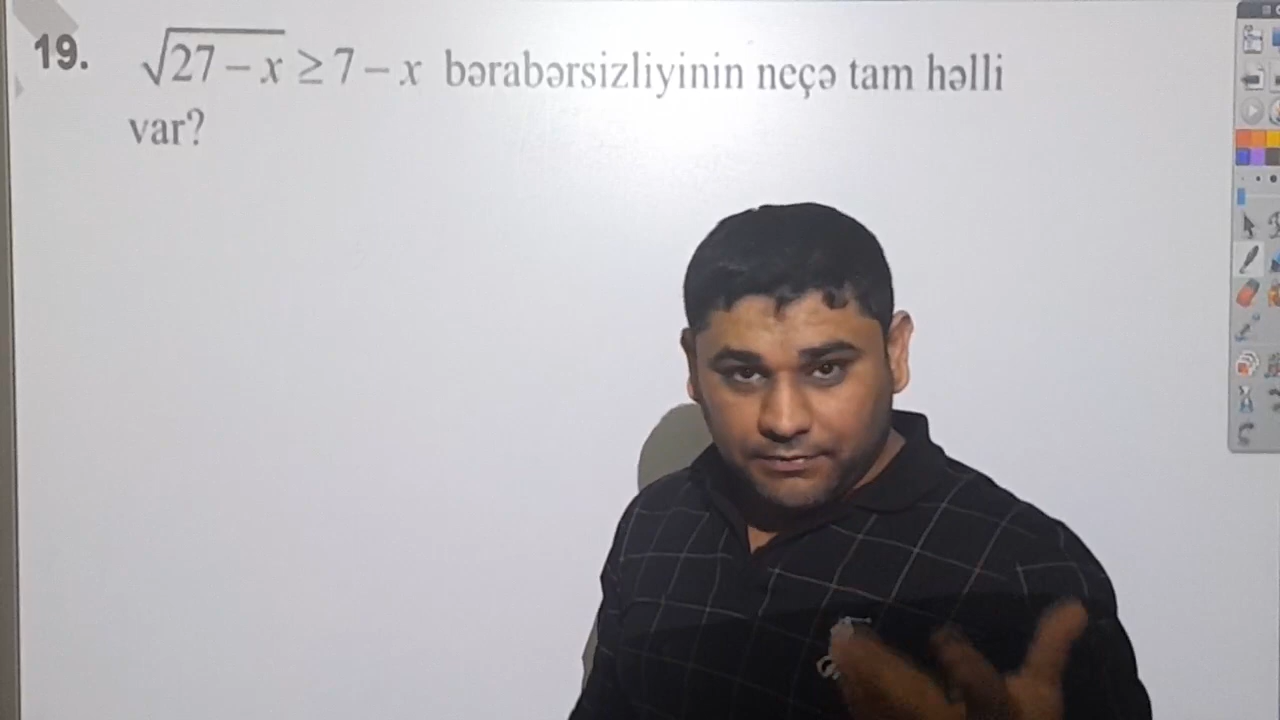 19. √27 − x ≥ 7 − x bərabərsizliyinin neçə tam həlli
var?